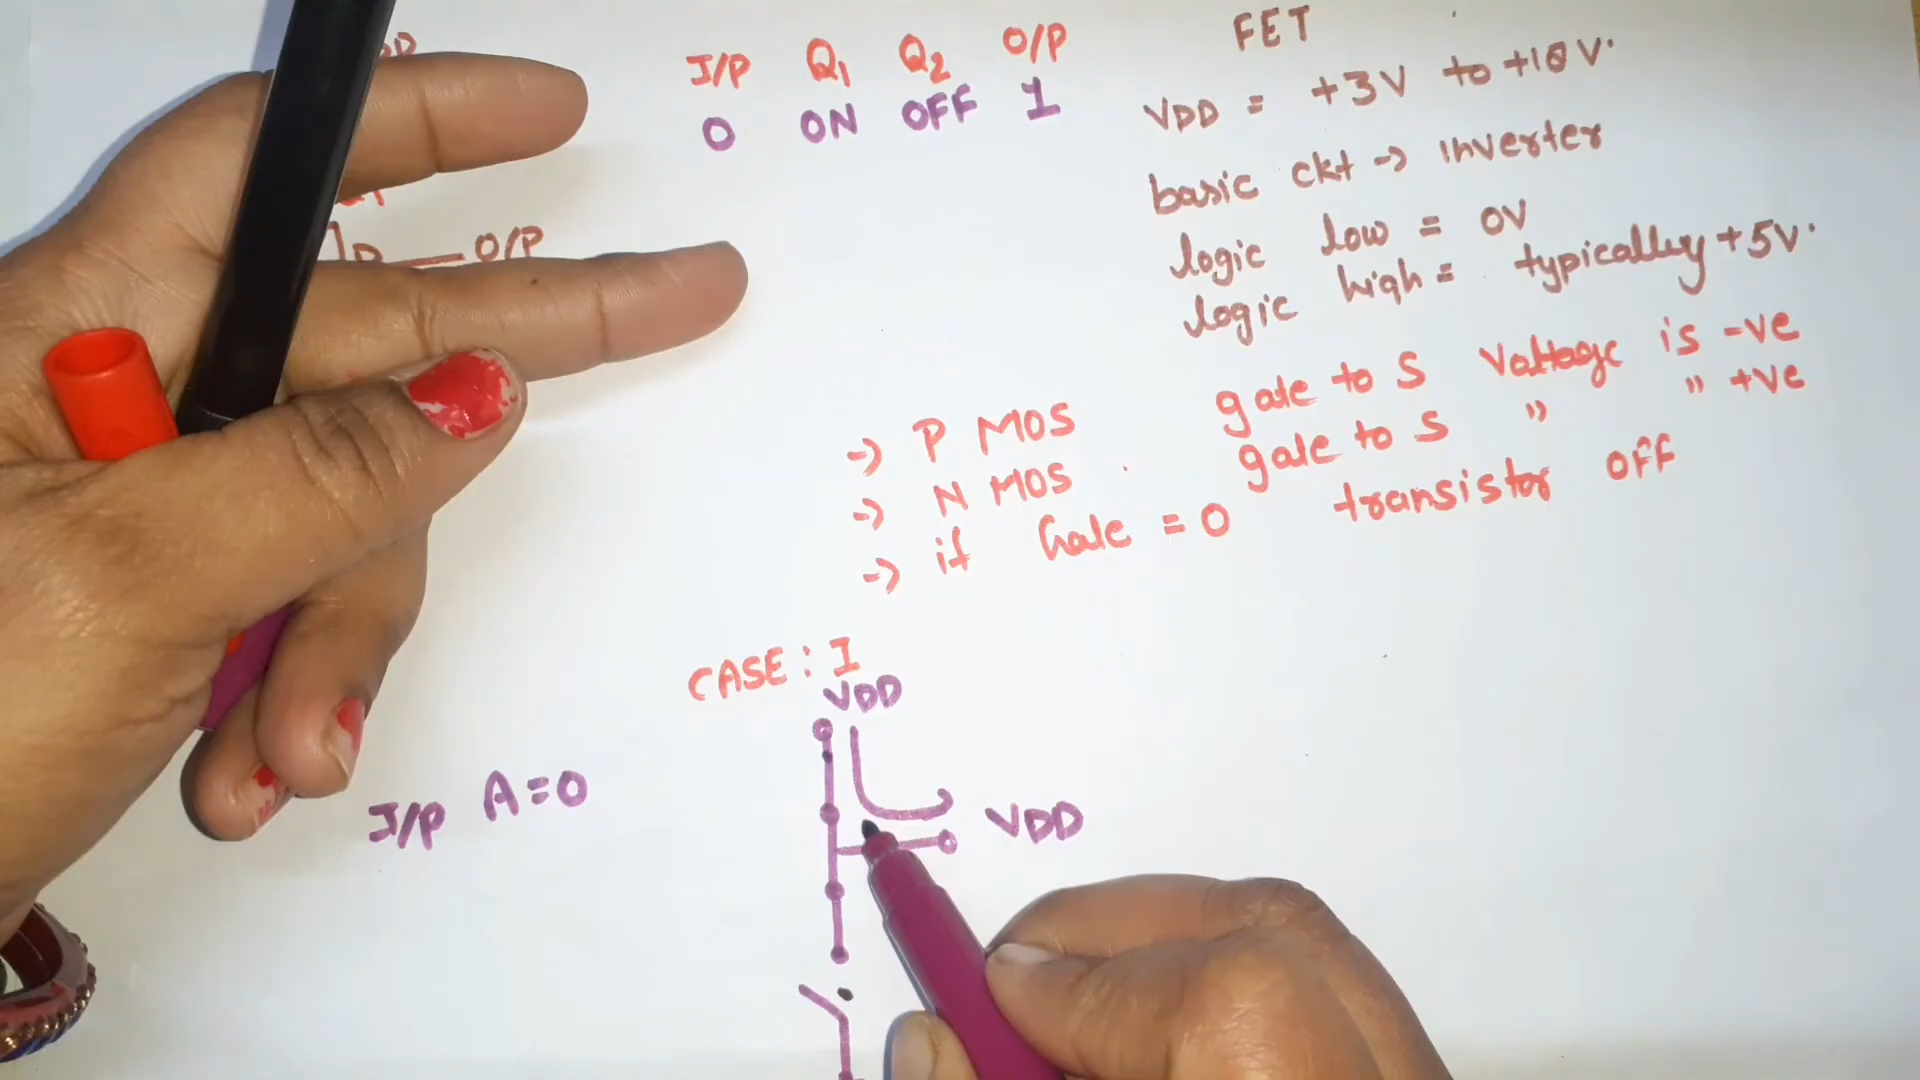 DD
D O/P
I/P Q1 Q2 O/P
0 ON OFF 1
FET
VDD = +3V to +18V.
basic ckt -> inverter
logic low = 0V
logic high = typically +5V.
-> P MOS gate to S Voltage is -ve
-> N MOS gate to S " " +ve
-> if Gate = 0 transistor OFF
CASE : I
VDD
I/P A=0
VDD